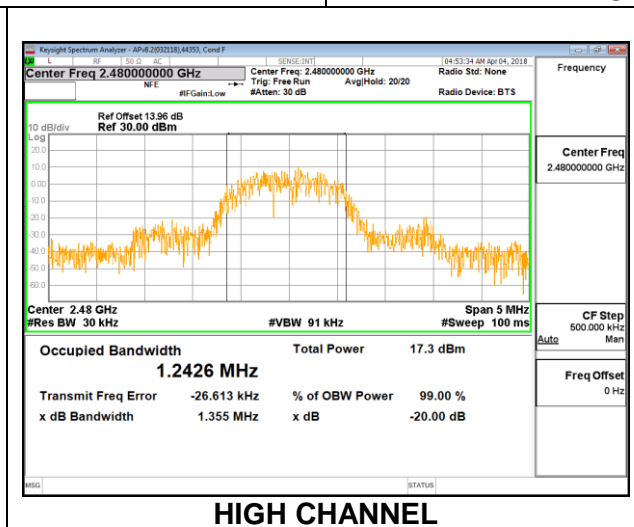 Keysight Spectrum Analyzer - APv8.2(032118),44353, Cond F
L RF 50 Ω AC SENSE:INT 04:53:34 AM Apr 04, 2018
Center Freq 2.480000000 GHz
NFE
#IFGain:Low
Center Freq: 2.480000000 GHz
Trig: Free Run Avg|Hold: 20/20
#Atten: 30 dB
Radio Std: None
Radio Device: BTS
Frequency
Ref Offset 13.96 dB
10 dB/div Ref 30.00 dBm
Log
20.0
10.0
0.00
-10.0
-20.0
-30.0
-40.0
-50.0
-60.0
Center Freq
2.480000000 GHz
Center 2.48 GHz Span 5 MHz
#Res BW 30 kHz #VBW 91 kHz #Sweep 100 ms
CF Step
500.000 kHz
Auto Man
Occupied Bandwidth Total Power 17.3 dBm
1.2426 MHz
Transmit Freq Error -26.613 kHz % of OBW Power 99.00 %
x dB Bandwidth 1.355 MHz x dB -20.00 dB
Freq Offset
0 Hz
MSG STATUS
HIGH CHANNEL